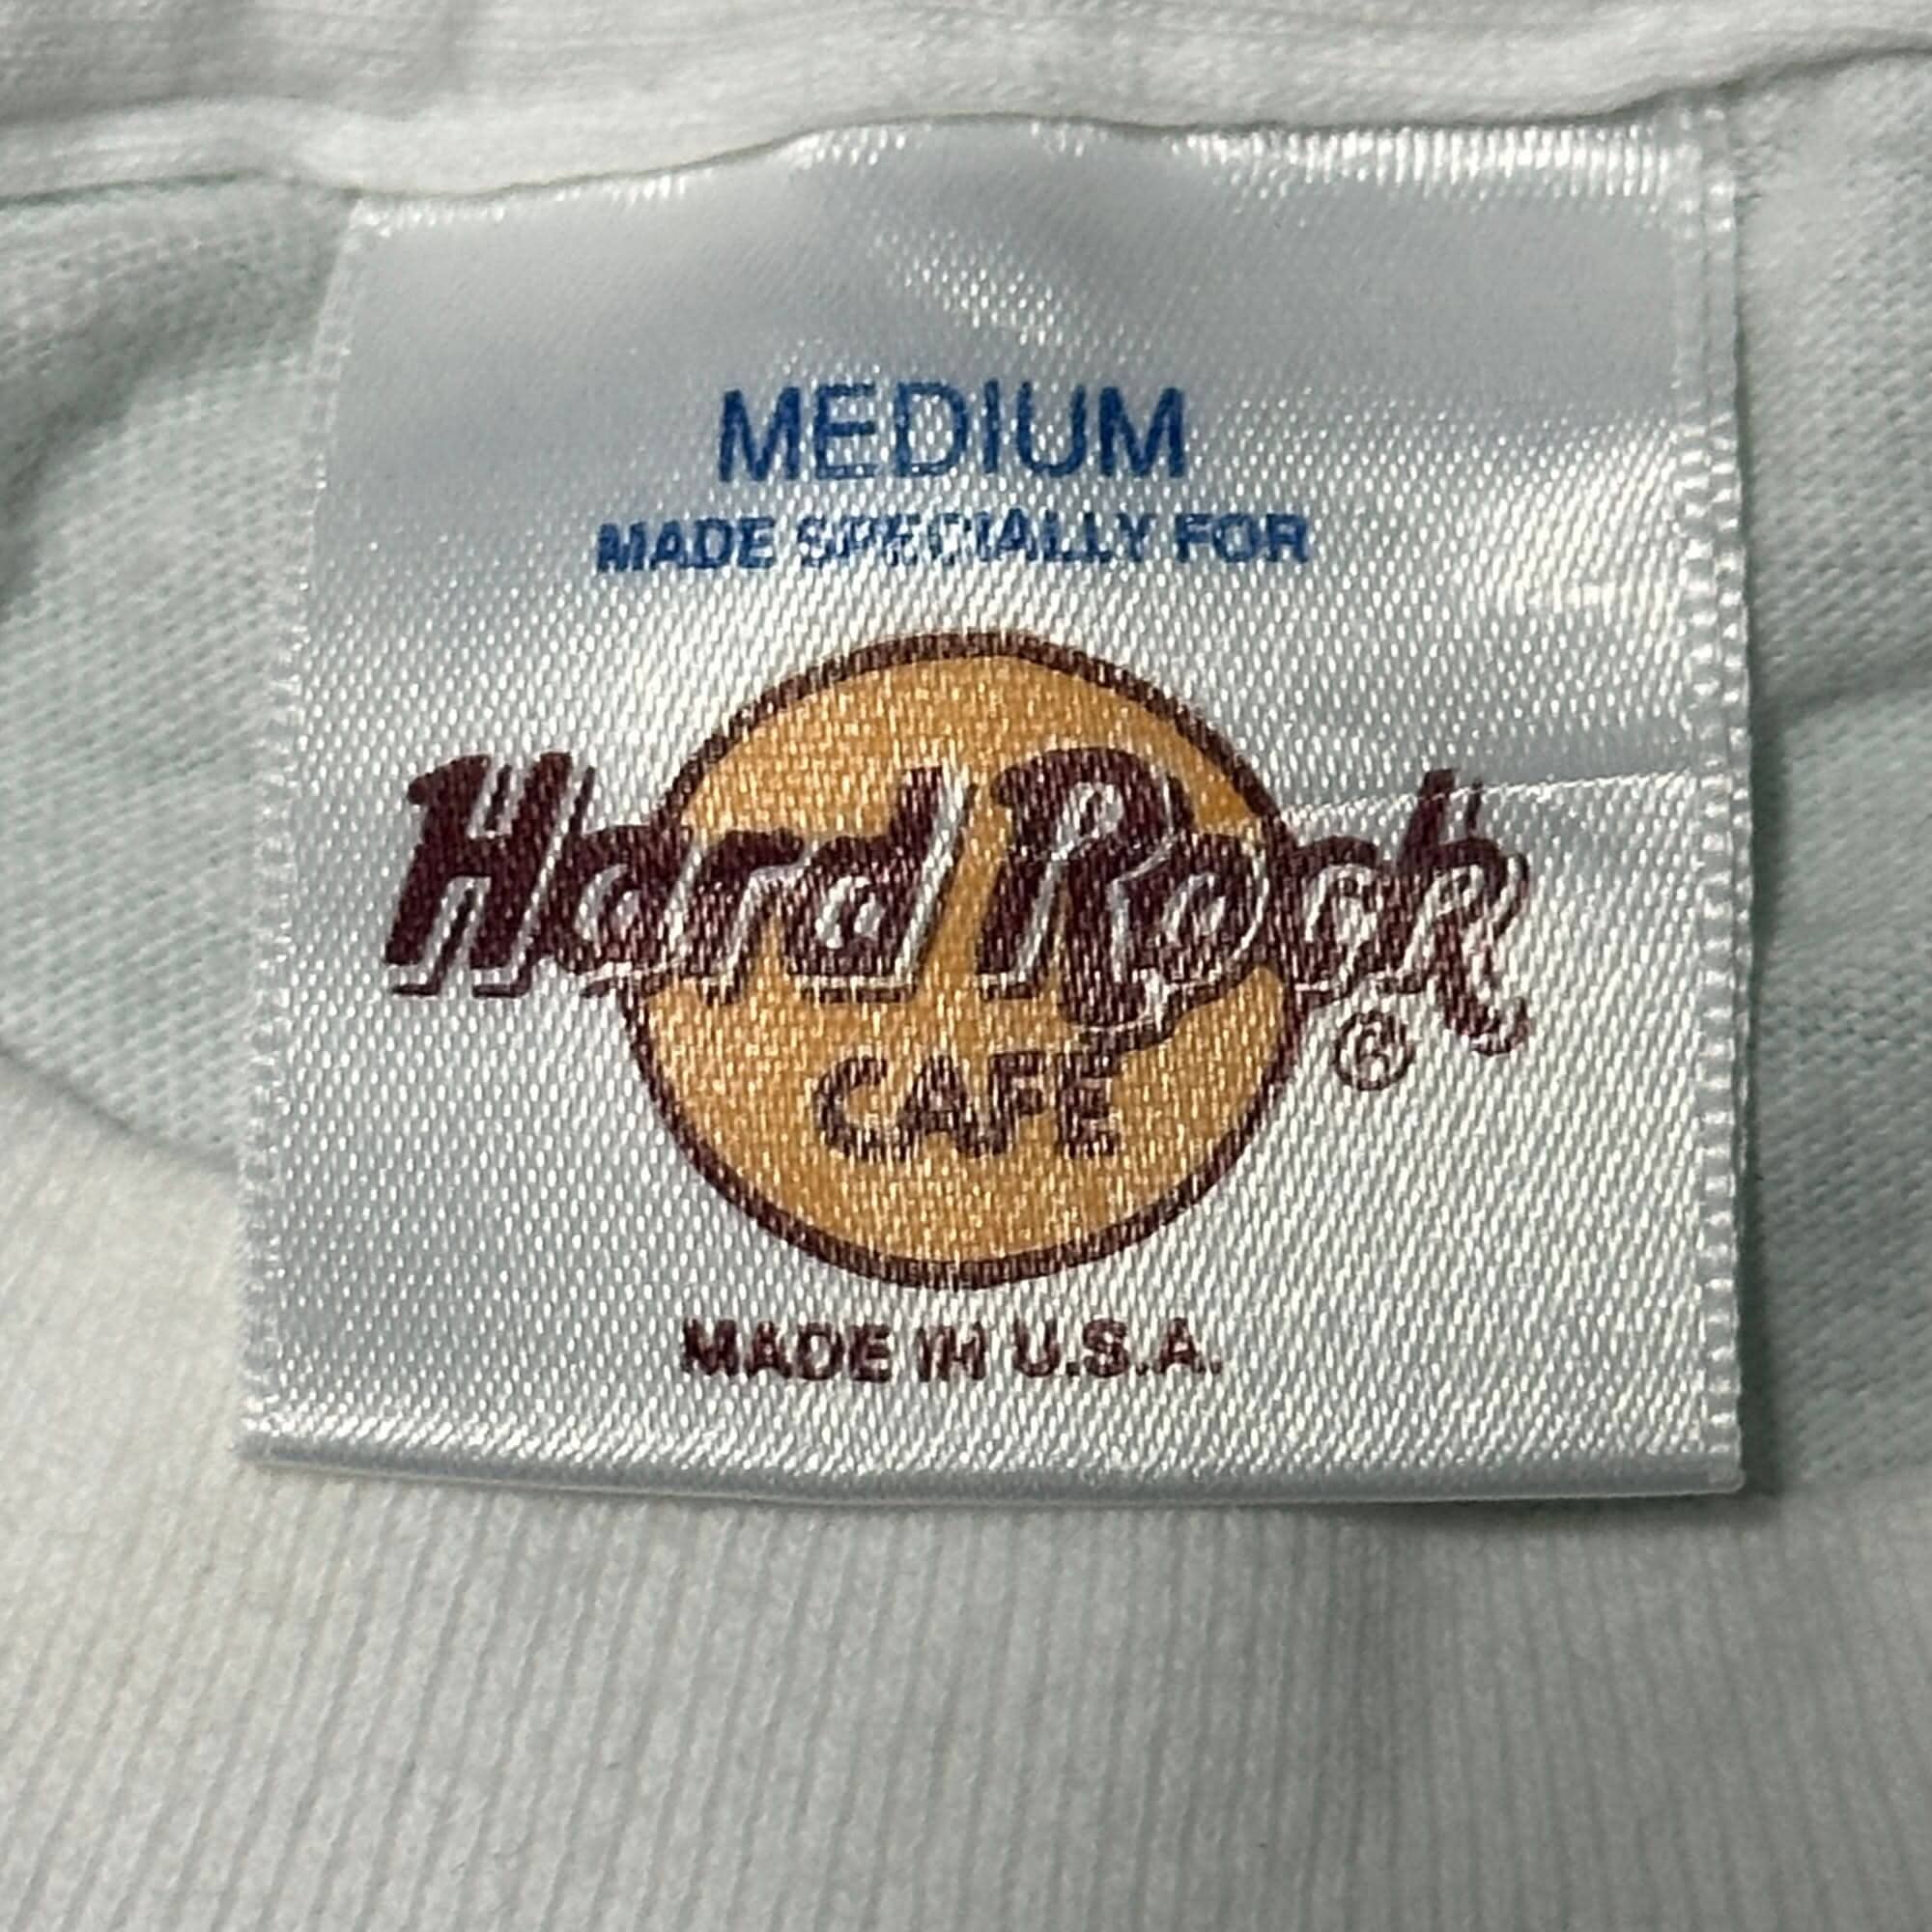 MEDIUM
MADE SPECIALLY FOR
Hard Rock
CAFE ®
MADE IN U.S.A.